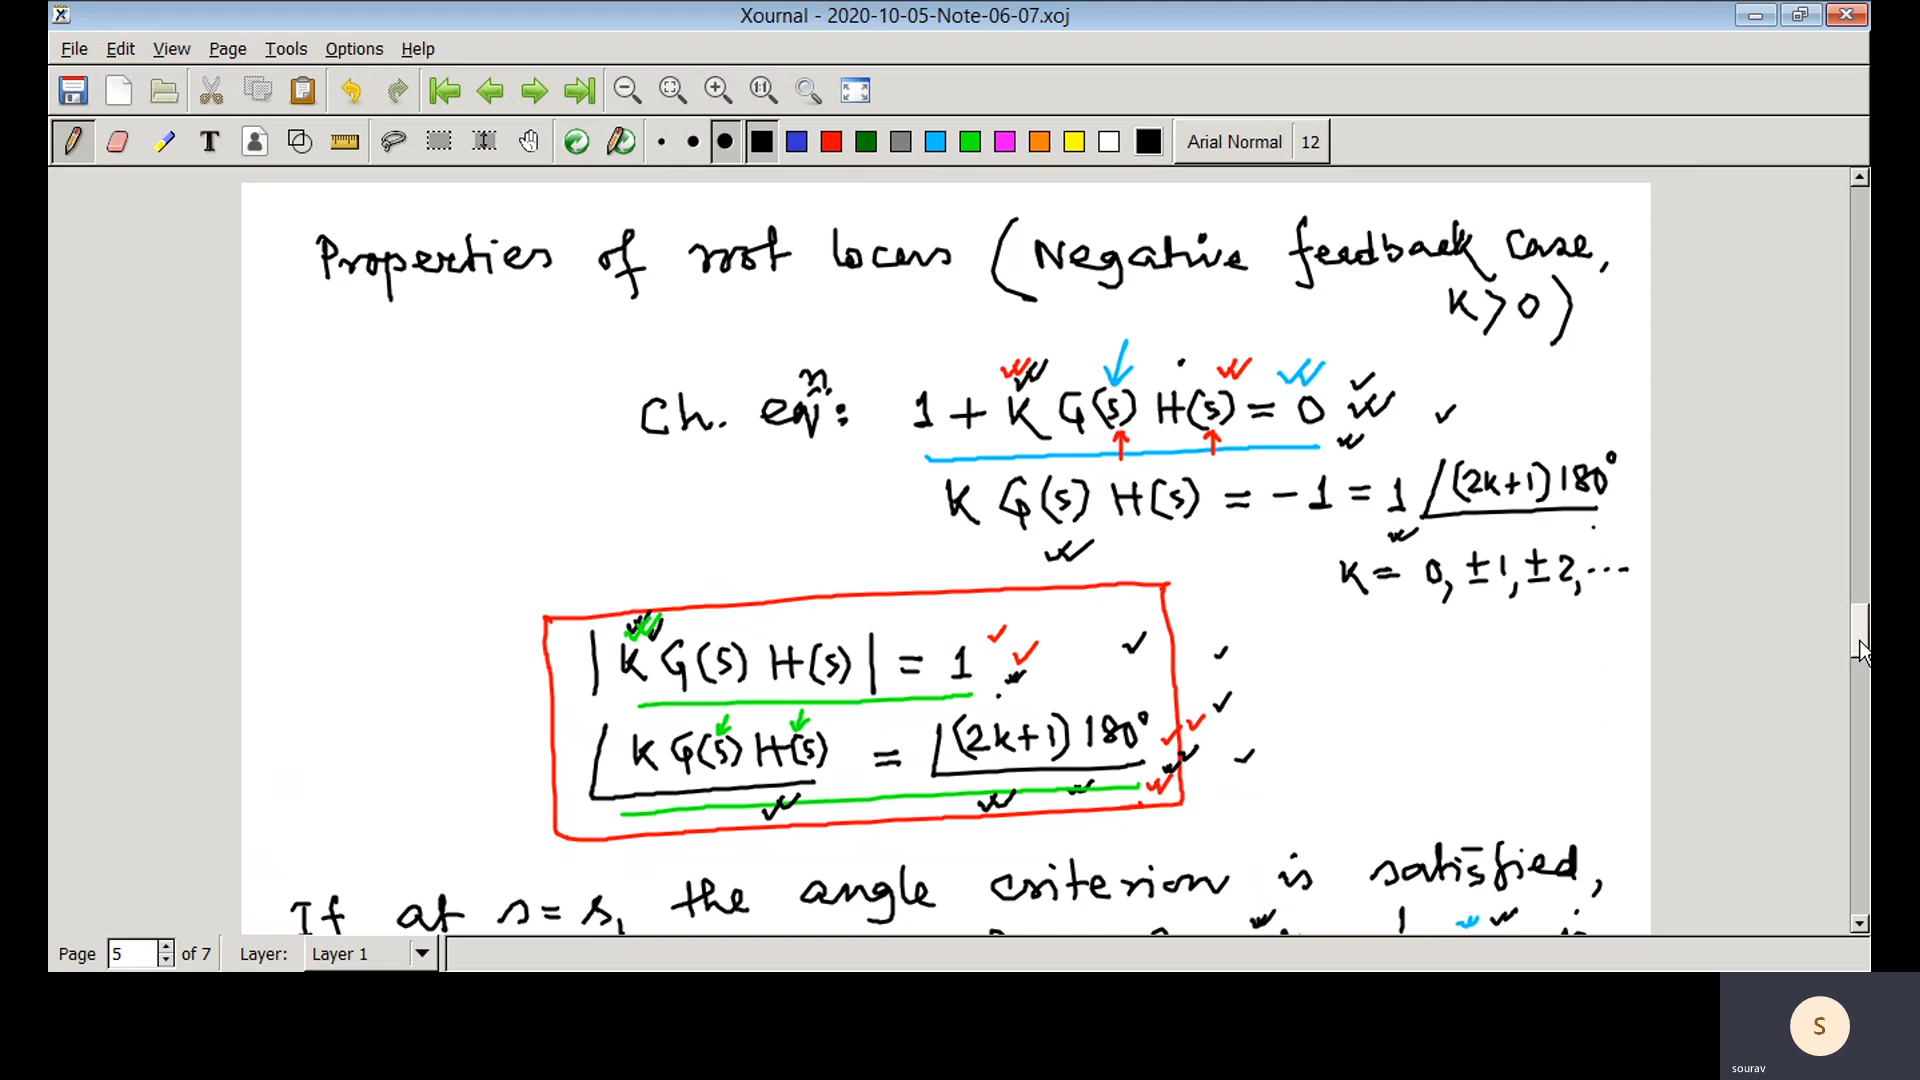 Xournal - 2020-10-05-Note-06-07.xoj
File Edit View Page Tools Options Help
Arial Normal 12
Properties of root locus (Negative feedback case,
K > 0)
Ch. eqn: 1 + K G(s) H(s) = 0
K G(s) H(s) = -1 = 1 ∠(2k+1)180°
K = 0, ±1, ±2, ...
|K G(s) H(s)| = 1
∠K G(s) H(s) = ∠(2k+1)180°
If at s = s₁ the angle criterion is satisfied,
Page 5 of 7 Layer: Layer 1
S
sourav